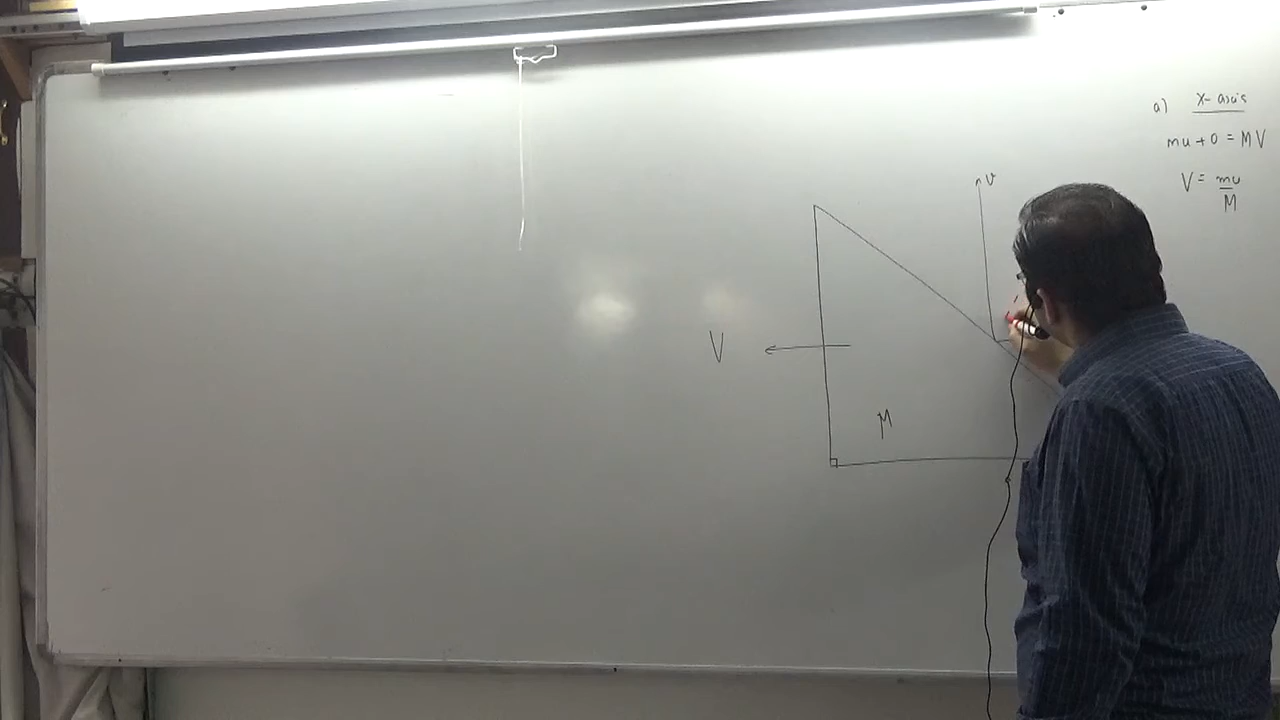 a) x-axis
mu + 0 = MV
V = mu/M
v
V
M